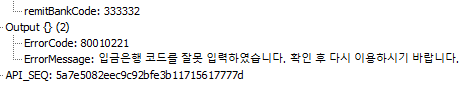 remitBankCode: 333332
Output {} (2)
ErrorCode: 80010221
ErrorMessage: 입금은행 코드를 잘못 입력하였습니다. 확인 후 다시 이용하시기 바랍니다.
API_SEQ: 5a7e5082eec9c92bfe3b11715617777d